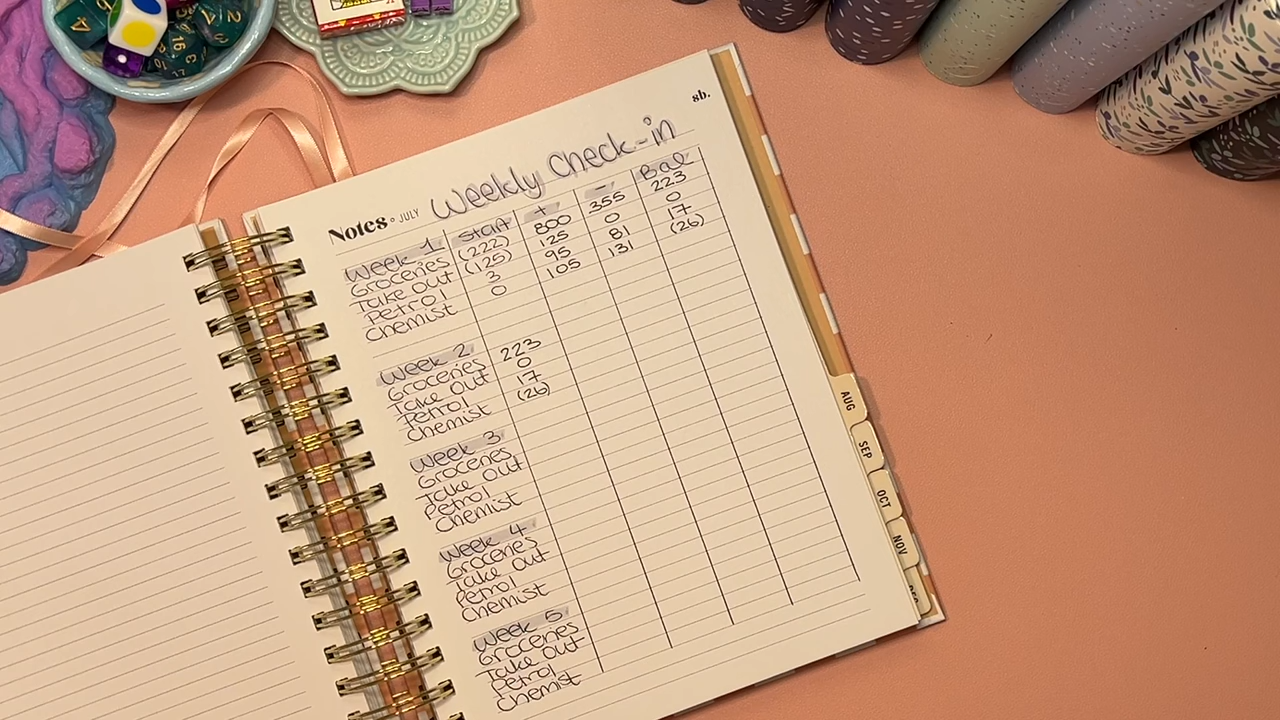 sb.
Notes • JULY Weekly Check-in
Week 1 Start + - Bal
Groceries (222) 800 355 223
Take Out (125) 125 0 0
Petrol 3 95 81 17
Chemist 0 105 131 (26)
Week 2
Groceries 223
Take Out 0
Petrol 17
Chemist (26)
Week 3
Groceries
Take Out
Petrol
Chemist
Week 4
Groceries
Take Out
Petrol
Chemist
Week 5
Groceries
Take Out
Petrol
Chemist
AUG
SEP
OCT
NOV
DEC